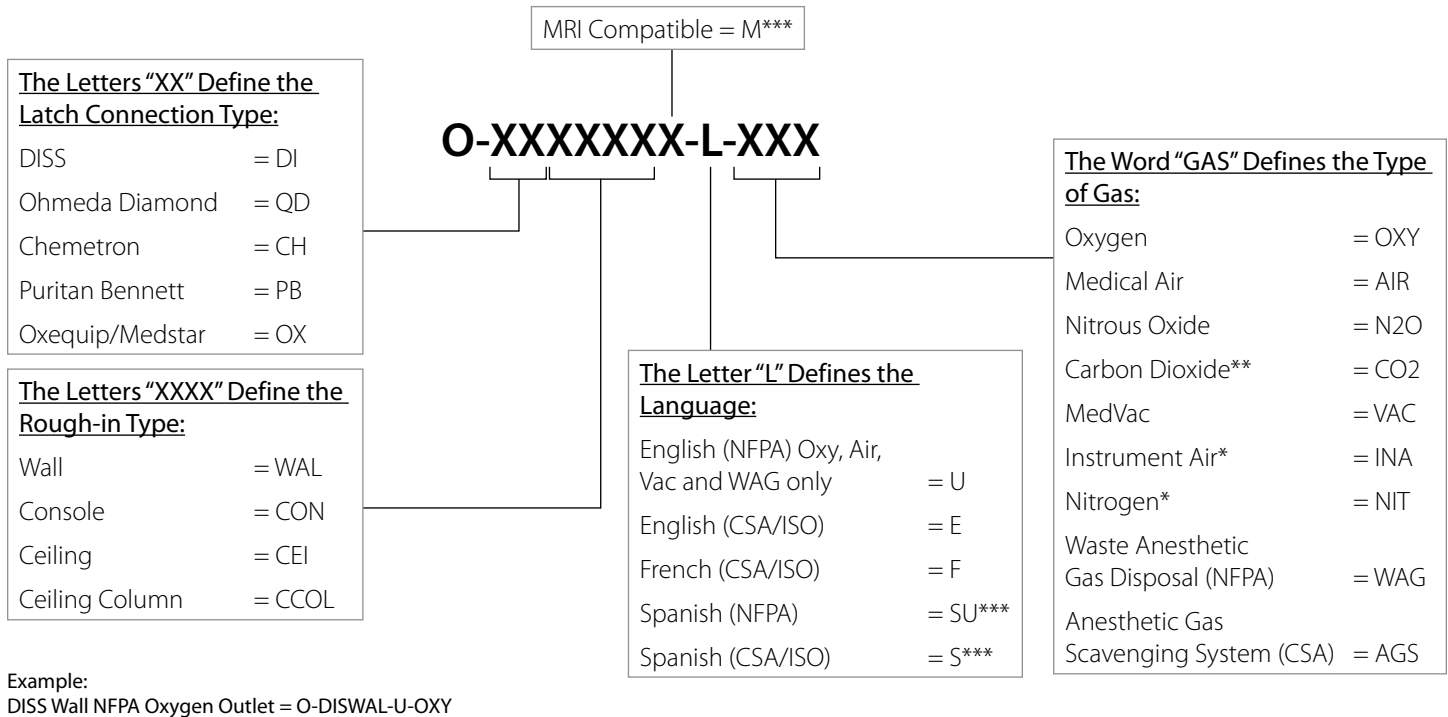 MRI Compatible = M***
The Letters “XX” Define the
Latch Connection Type:
DISS = DI
Ohmeda Diamond = QD
Chemetron = CH
Puritan Bennett = PB
Oxequip/Medstar = OX
O-XXXXXXX-L-XXX
The Letters “XXXX” Define the
Rough-in Type:
Wall = WAL
Console = CON
Ceiling = CEI
Ceiling Column = CCOL
The Letter “L” Defines the
Language:
English (NFPA) Oxy, Air,
Vac and WAG only = U
English (CSA/ISO) = E
French (CSA/ISO) = F
Spanish (NFPA) = SU***
Spanish (CSA/ISO) = S***
The Word “GAS” Defines the Type
of Gas:
Oxygen = OXY
Medical Air = AIR
Nitrous Oxide = N2O
Carbon Dioxide** = CO2
MedVac = VAC
Instrument Air* = INA
Nitrogen* = NIT
Waste Anesthetic
Gas Disposal (NFPA) = WAG
Anesthetic Gas
Scavenging System (CSA) = AGS
Example:
DISS Wall NFPA Oxygen Outlet = O-DISWAL-U-OXY